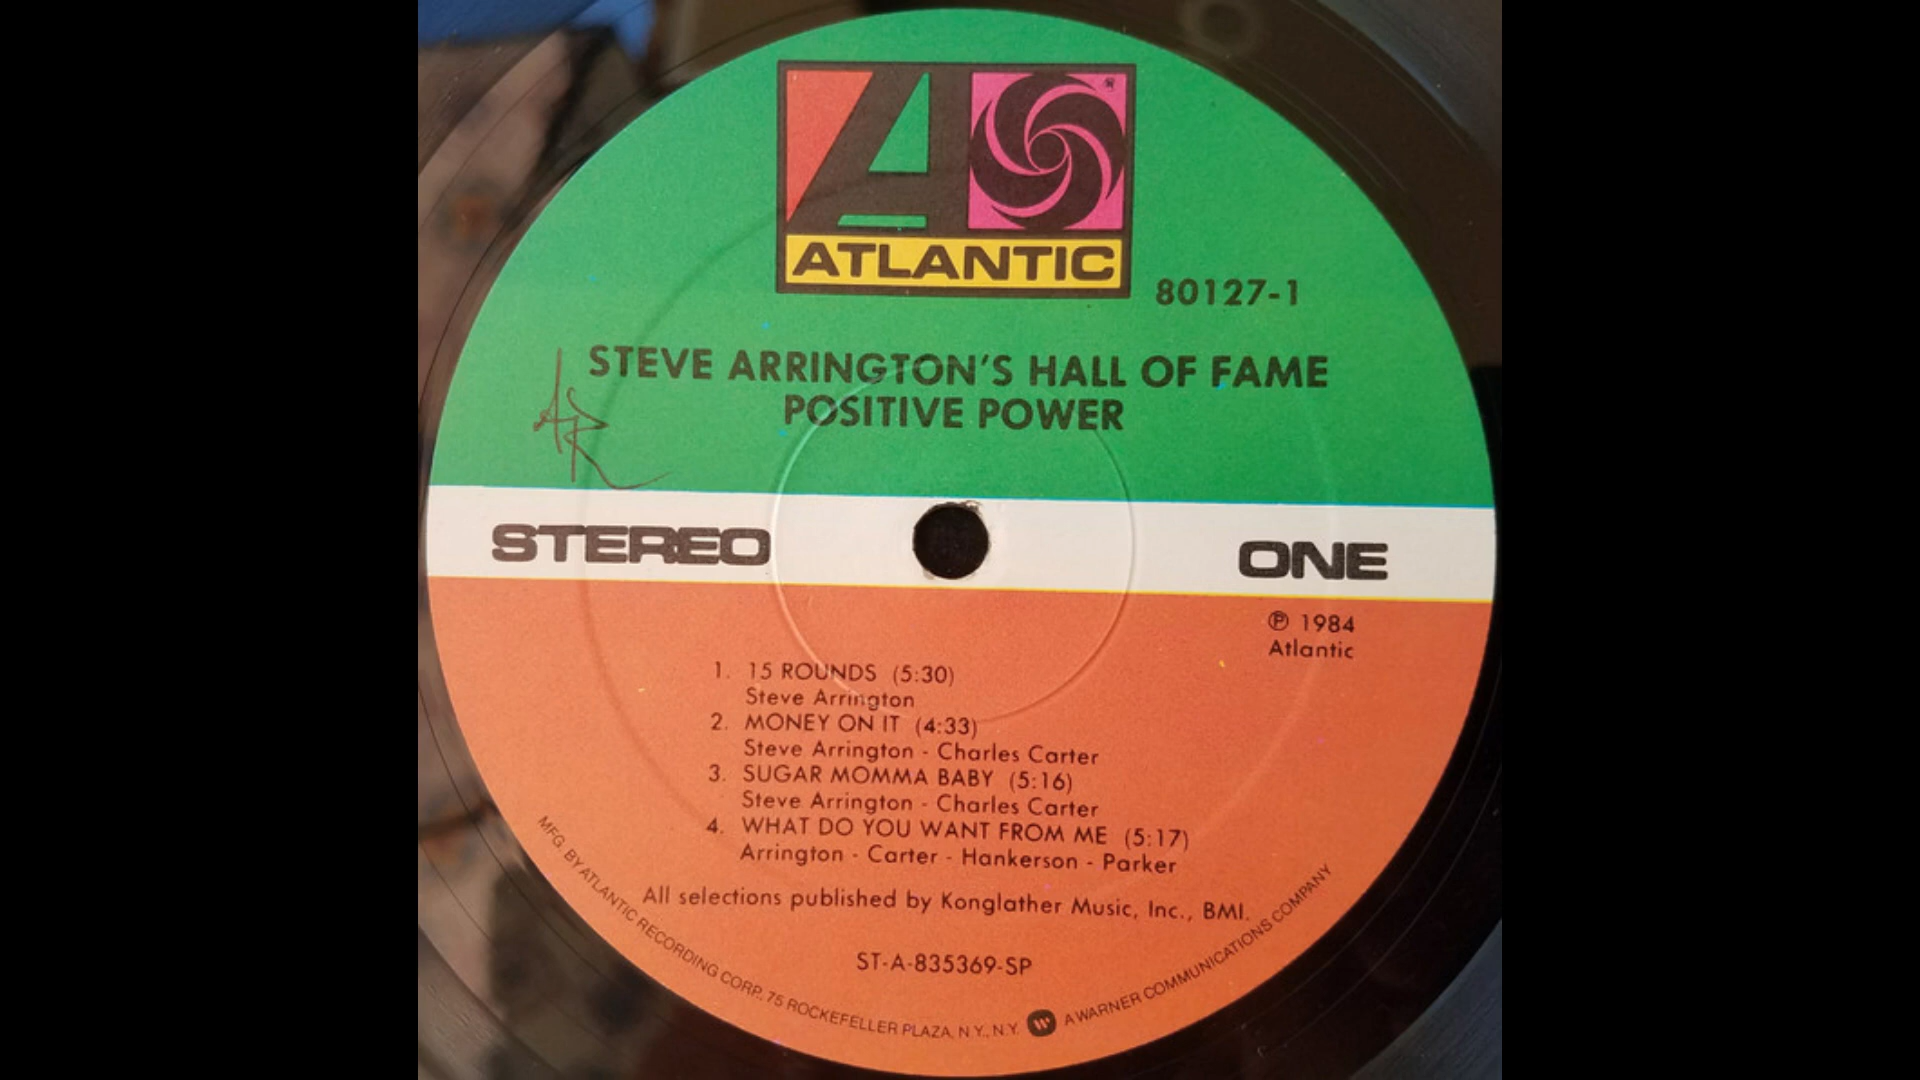 ATLANTIC
80127-1
STEVE ARRINGTON'S HALL OF FAME
POSITIVE POWER
AR
STEREO
ONE
℗ 1984
Atlantic
1. 15 ROUNDS (5:30)
Steve Arrington
2. MONEY ON IT (4:33)
Steve Arrington - Charles Carter
3. SUGAR MOMMA BABY (5:16)
Steve Arrington - Charles Carter
4. WHAT DO YOU WANT FROM ME (5:17)
Arrington - Carter - Hankerson - Parker
All selections published by Konglather Music, Inc., BMI.
ST-A-835369-SP
MFG. BY ATLANTIC RECORDING CORP., 75 ROCKEFELLER PLAZA, N.Y., N.Y. A WARNER COMMUNICATIONS COMPANY